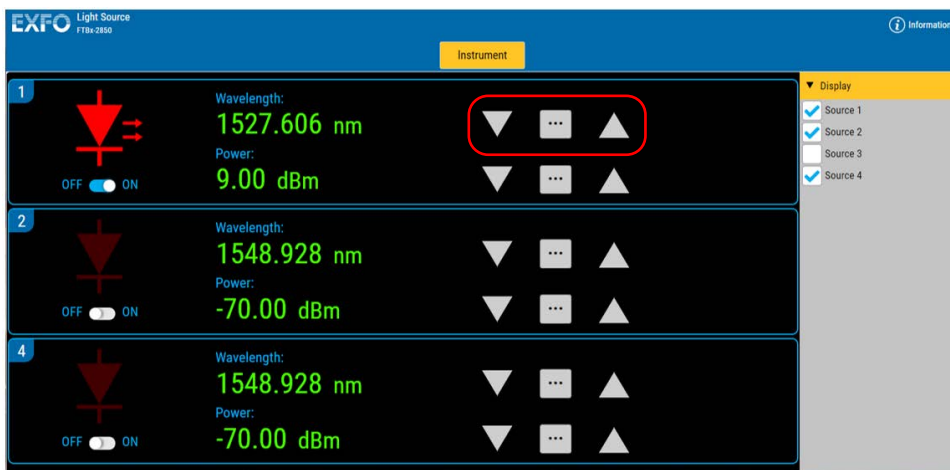 EXFO Light Source
FTBx-2850
Information
Instrument
1
Wavelength:
1527.606 nm
Power:
9.00 dBm
OFF ON
...
...
2
Wavelength:
1548.928 nm
Power:
-70.00 dBm
OFF ON
...
...
4
Wavelength:
1548.928 nm
Power:
-70.00 dBm
OFF ON
...
...
Display
Source 1
Source 2
Source 3
Source 4